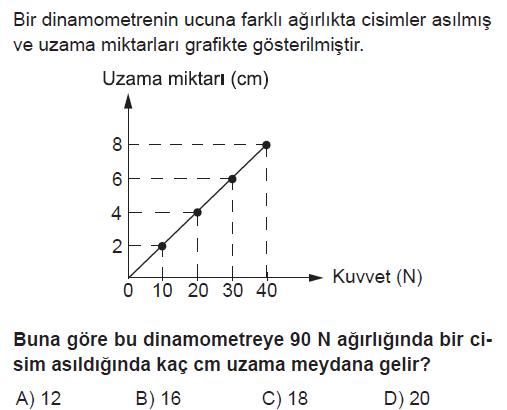 Bir dinamometrenin ucuna farklı ağırlıkta cisimler asılmış
ve uzama miktarları grafikte gösterilmiştir.
Uzama miktarı (cm)
8
6
4
2
0 10 20 30 40
Kuvvet (N)
Buna göre bu dinamometreye 90 N ağırlığında bir ci-
sim asıldığında kaç cm uzama meydana gelir?
A) 12 B) 16 C) 18 D) 20